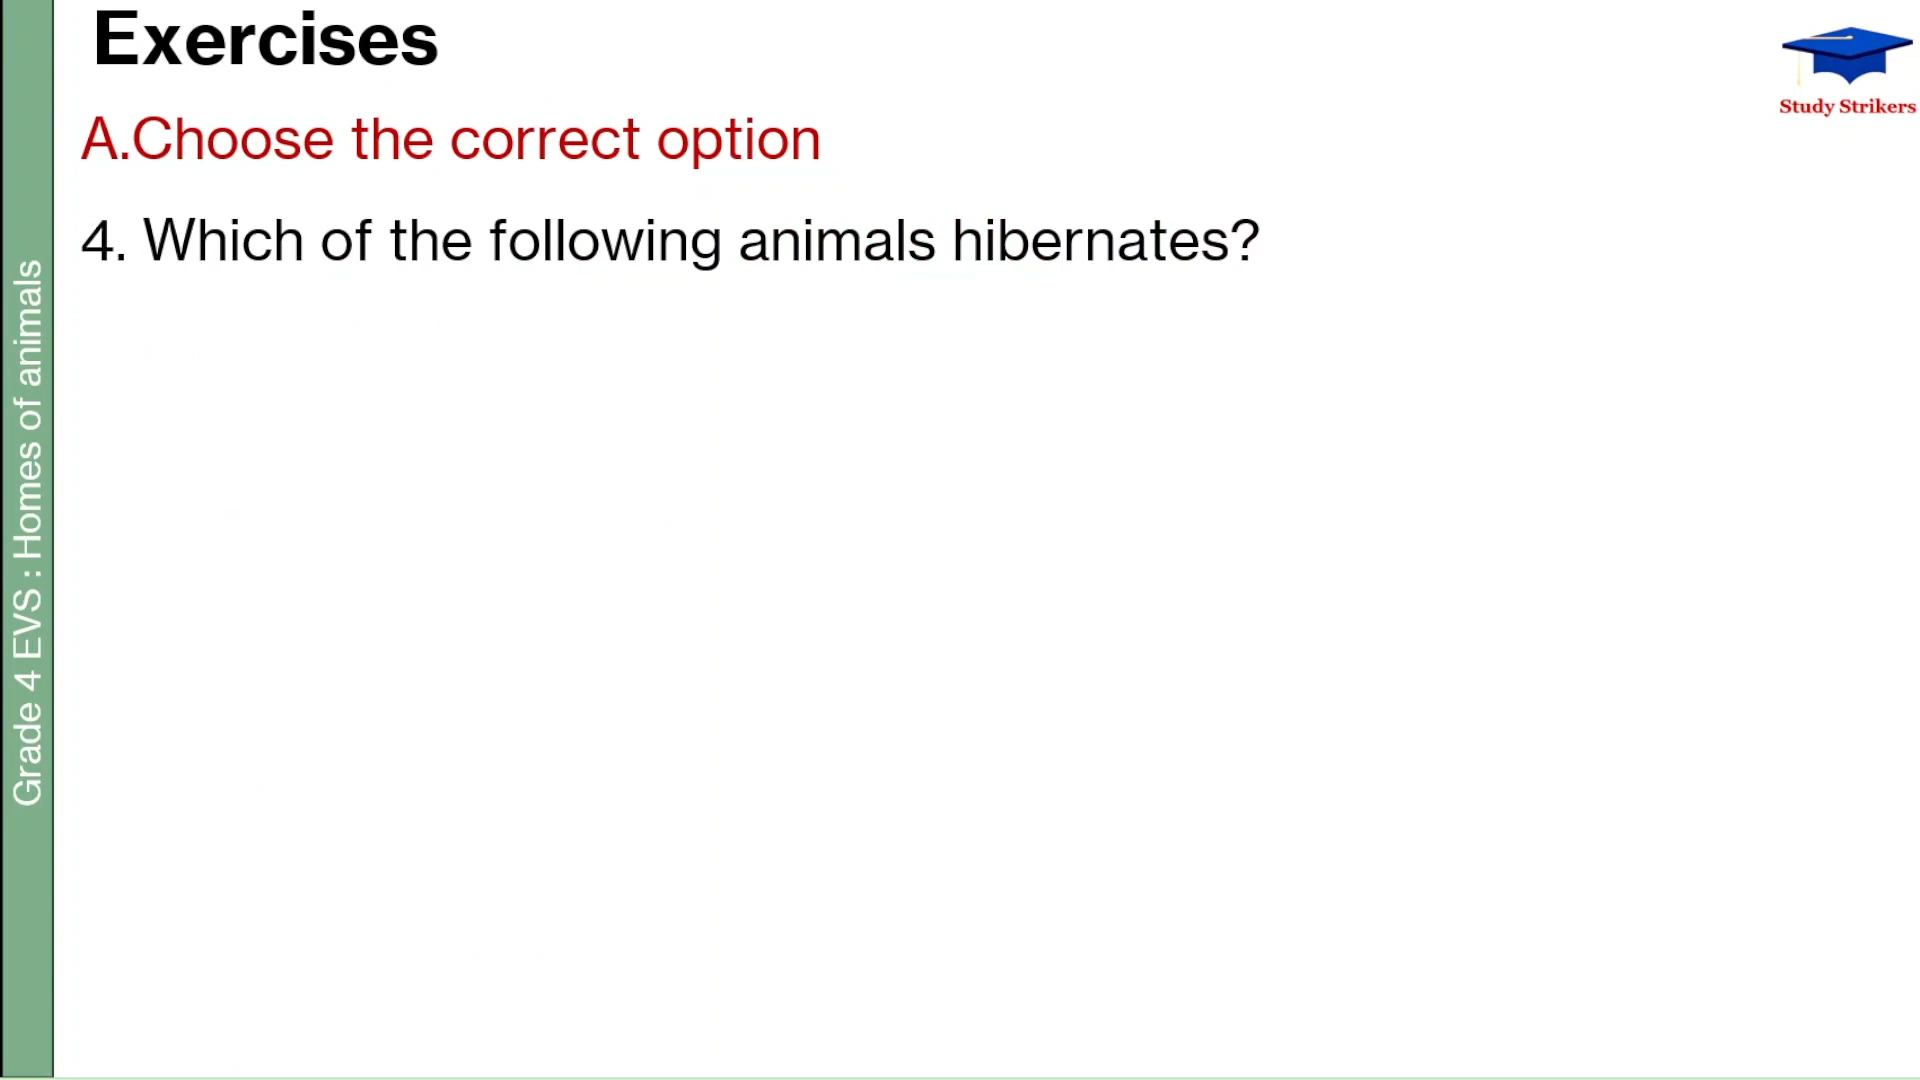 Exercises
Study Strikers
A.Choose the correct option
4. Which of the following animals hibernates?
Grade 4 EVS : Homes of animals